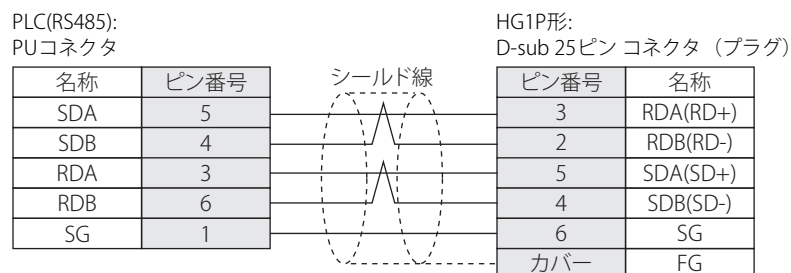 PLC(RS485):
PUコネクタ
HG1P形:
D-sub 25ピン コネクタ（プラグ）
名称 ピン番号 シールド線 ピン番号 名称
SDA 5 3 RDA(RD+)
SDB 4 2 RDB(RD-)
RDA 3 5 SDA(SD+)
RDB 6 4 SDB(SD-)
SG 1 6 SG
カバー FG